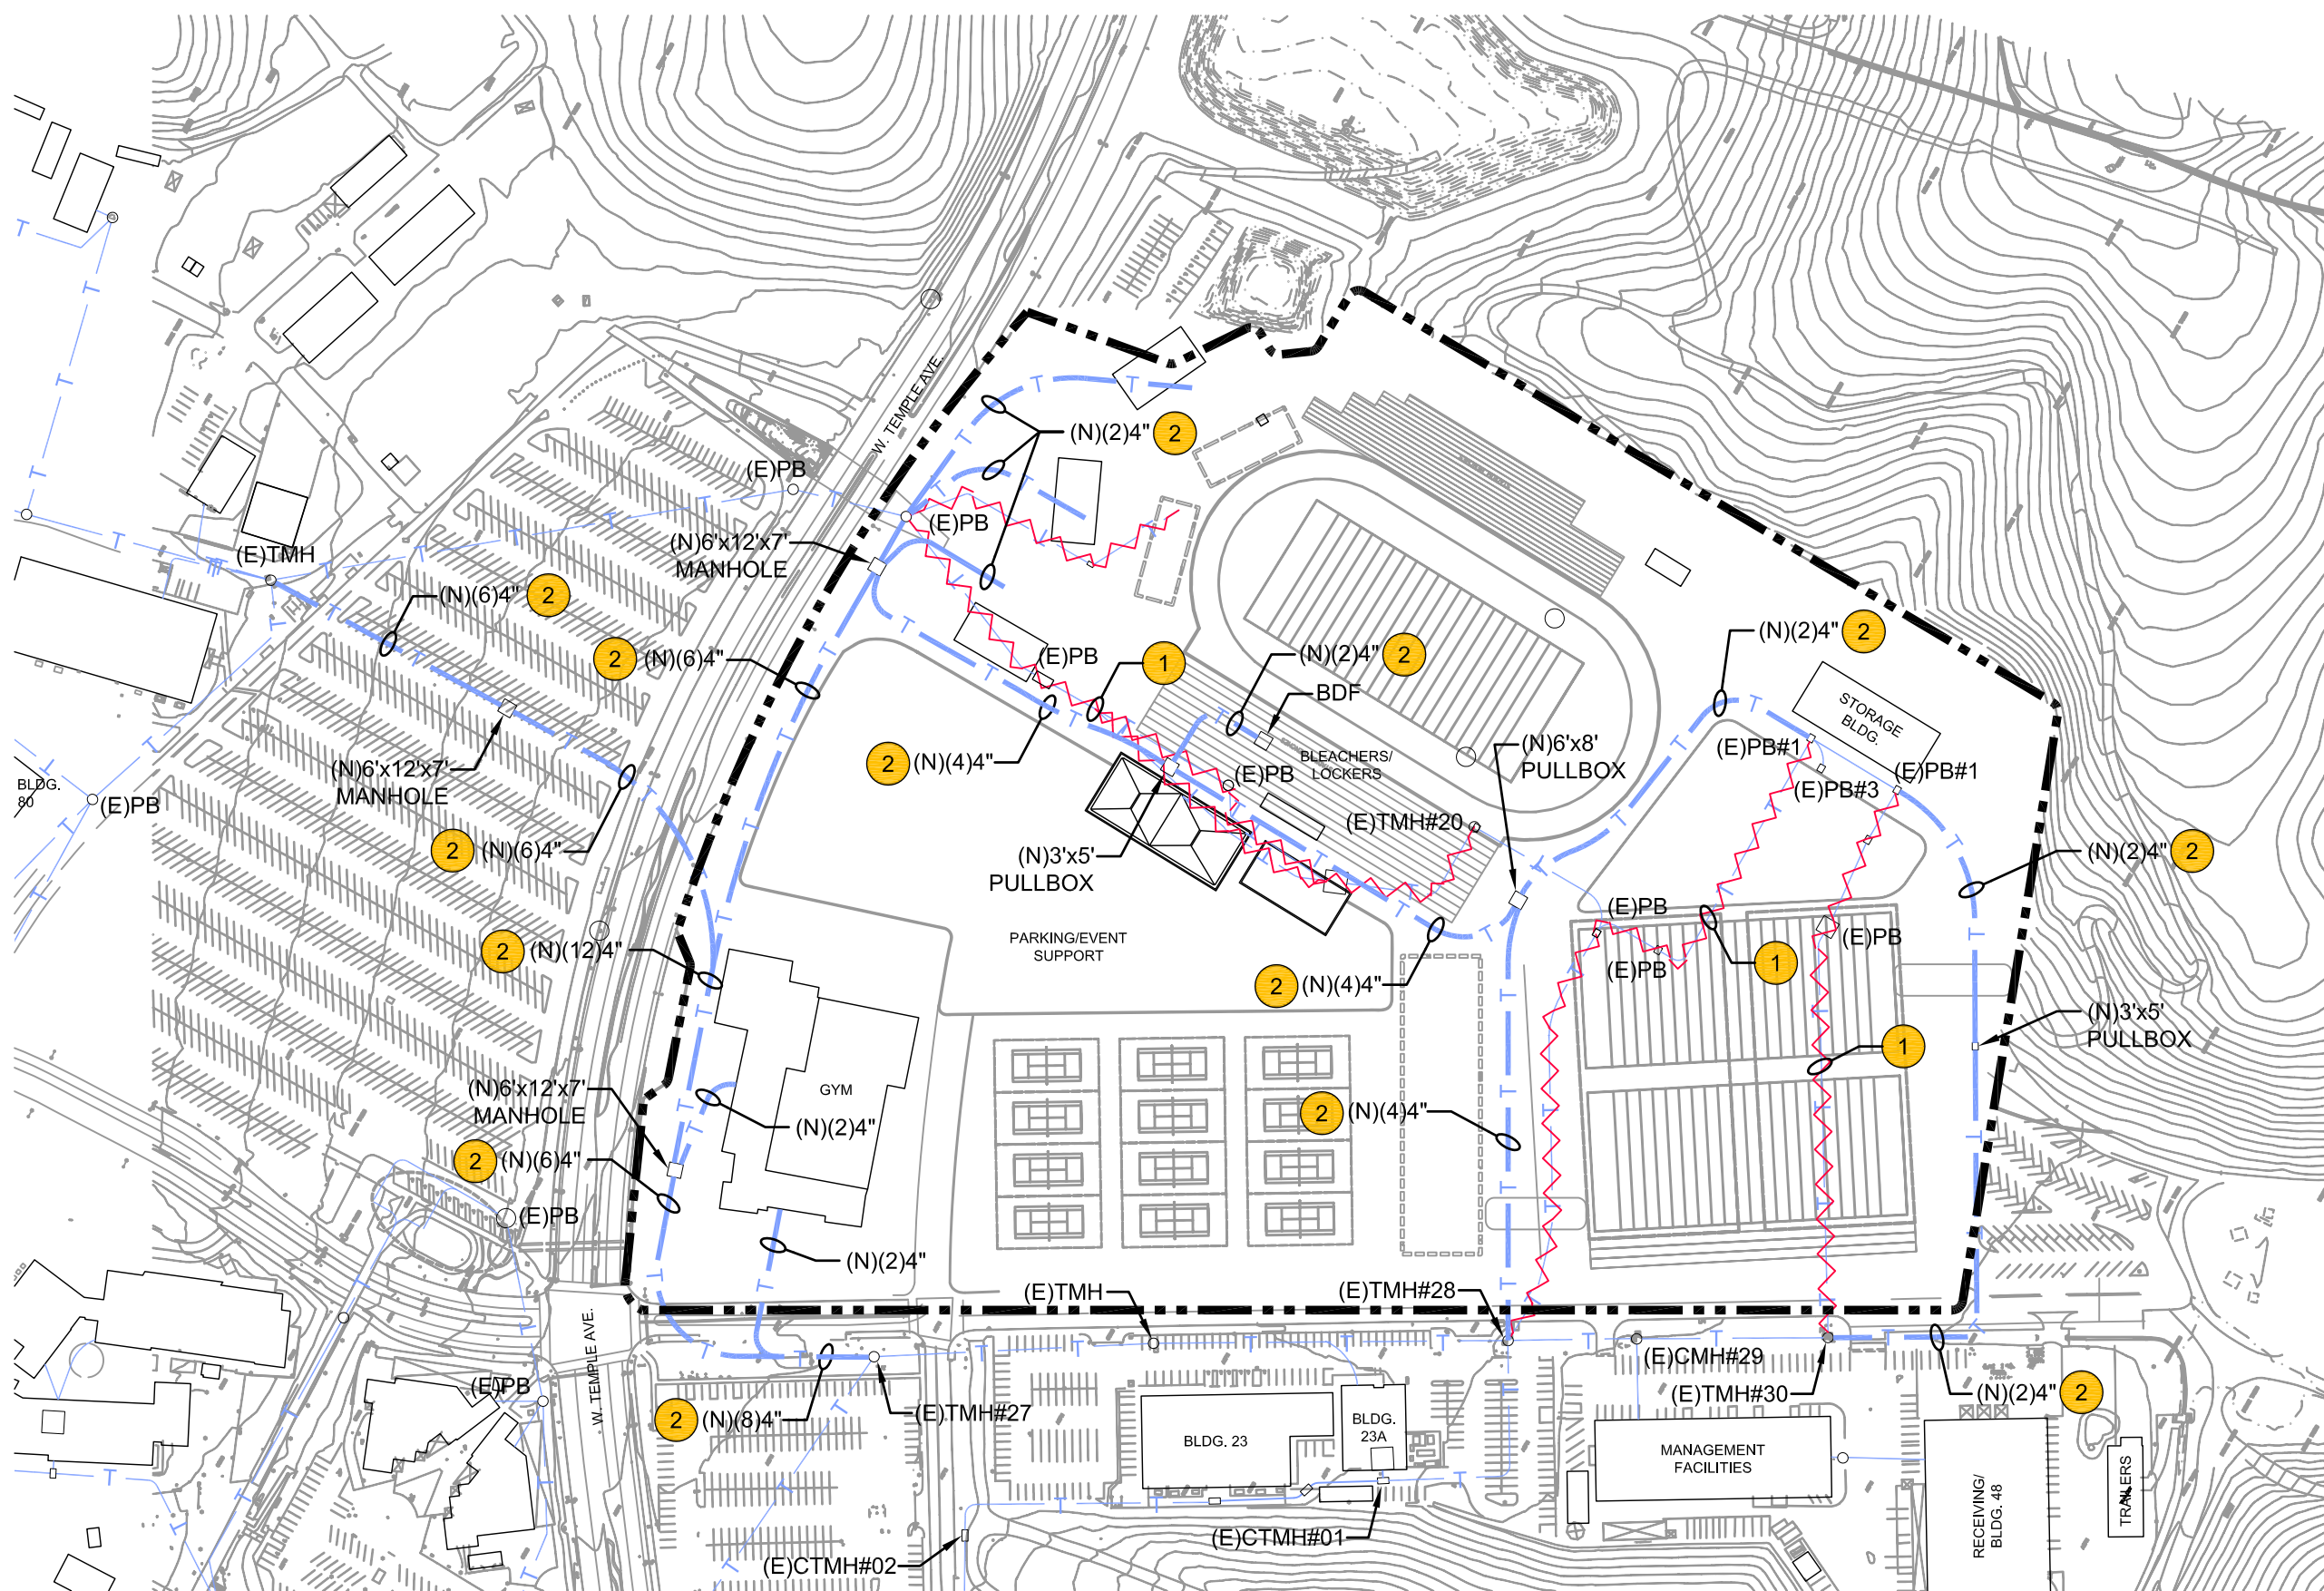 W. TEMPLE AVE.
(N)(2)4" 2
(E)PB
(E)PB
(N)6'x12'x7'
MANHOLE
(E)TMH
(N)(6)4" 2
2 (N)(6)4"
(E)PB
1
(N)(2)4" 2
BDF
(N)(2)4" 2
STORAGE
BLDG.
(E)PB#1
(E)PB#3
(E)PB#1
2 (N)(4)4"
(N)6'x12'x7'
MANHOLE
BLDG.
80
(E)PB
BLEACHERS/
LOCKERS
(E)PB
(N)6'x8'
PULLBOX
(E)TMH#20
2 (N)(6)4"
(N)3'x5'
PULLBOX
(N)(2)4" 2
(E)PB
(E)PB
(E)PB
1
2 (N)(12)4"
PARKING/EVENT
SUPPORT
2 (N)(4)4"
(N)3'x5'
PULLBOX
1
(N)6'x12'x7'
MANHOLE
GYM
(N)(2)4"
2 (N)(4)4"
2 (N)(6)4"
(E)PB
(N)(2)4"
(E)TMH
(E)TMH#28
W. TEMPLE AVE.
(E)PB
(E)CMH#29
(E)TMH#30
(N)(2)4" 2
2 (N)(8)4"
(E)TMH#27
BLDG. 23
BLDG.
23A
MANAGEMENT
FACILITIES
RECEIVING/
BLDG. 48
TRAILERS
(E)CTMH#01
(E)CTMH#02